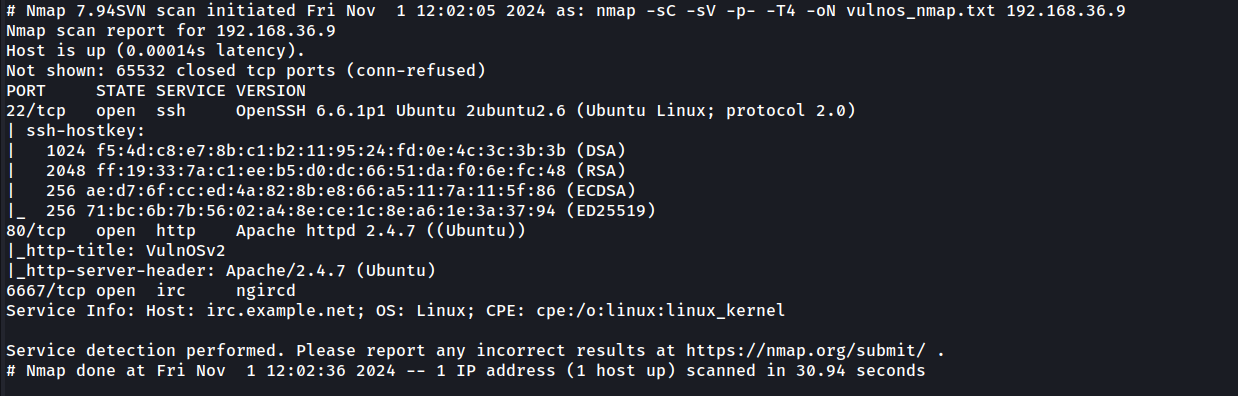 # Nmap 7.94SVN scan initiated Fri Nov  1 12:02:05 2024 as: nmap -sC -sV -p- -T4 -oN vulnos_nmap.txt 192.168.36.9
Nmap scan report for 192.168.36.9
Host is up (0.00014s latency).
Not shown: 65532 closed tcp ports (conn-refused)
PORT     STATE SERVICE VERSION
22/tcp   open  ssh     OpenSSH 6.6.1p1 Ubuntu 2ubuntu2.6 (Ubuntu Linux; protocol 2.0)
| ssh-hostkey:
|   1024 f5:4d:c8:e7:8b:c1:b2:11:95:24:fd:0e:4c:3c:3b:3b (DSA)
|   2048 ff:19:33:7a:c1:ee:b5:d0:dc:66:51:da:f0:6e:fc:48 (RSA)
|   256 ae:d7:6f:cc:ed:4a:82:8b:e8:66:a5:11:7a:11:5f:86 (ECDSA)
|_  256 71:bc:6b:7b:56:02:a4:8e:ce:1c:8e:a6:1e:3a:37:94 (ED25519)
80/tcp   open  http    Apache httpd 2.4.7 ((Ubuntu))
|_http-title: VulnOSv2
|_http-server-header: Apache/2.4.7 (Ubuntu)
6667/tcp open  irc     ngircd
Service Info: Host: irc.example.net; OS: Linux; CPE: cpe:/o:linux:linux_kernel

Service detection performed. Please report any incorrect results at https://nmap.org/submit/ .
# Nmap done at Fri Nov  1 12:02:36 2024 -- 1 IP address (1 host up) scanned in 30.94 seconds